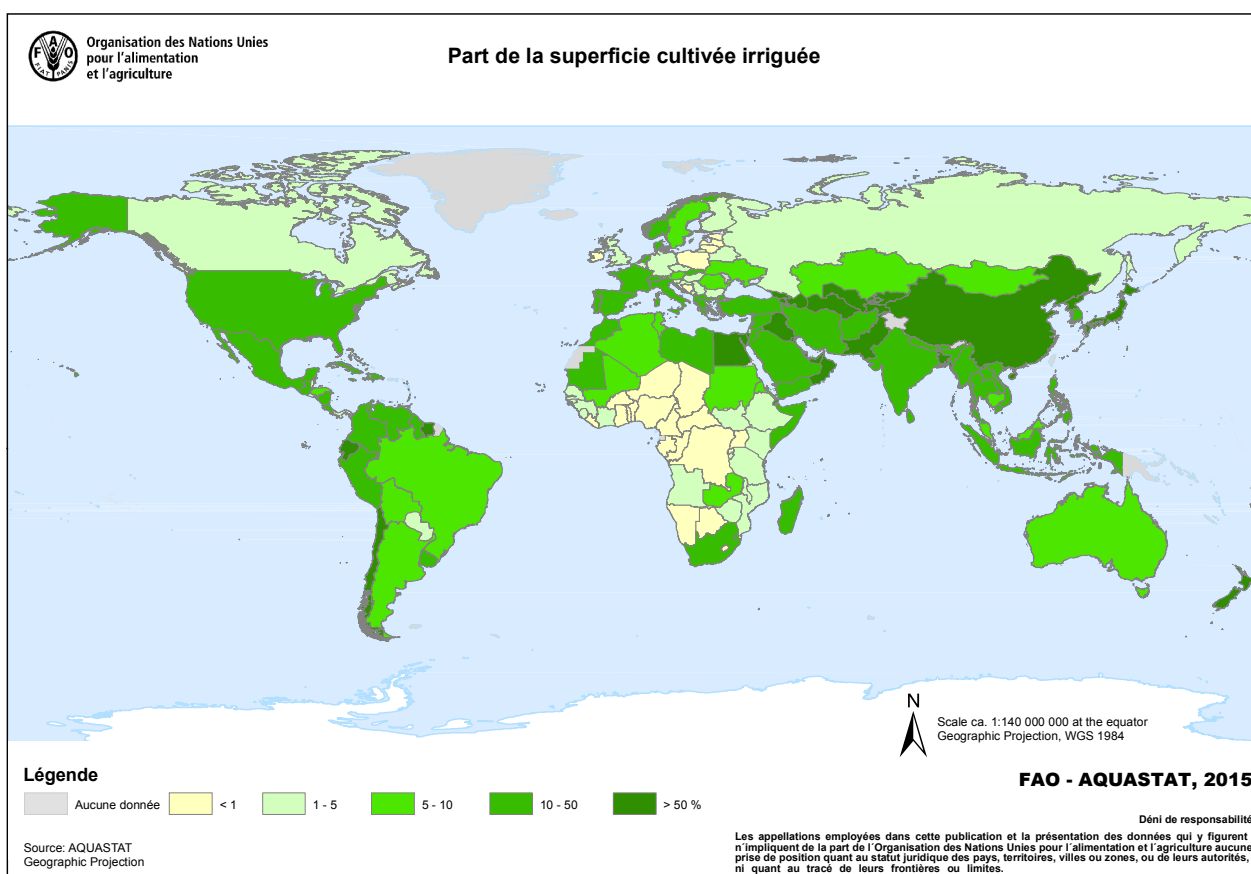 F A O
FIAT PANIS
Organisation des Nations Unies
pour l'alimentation
et l'agriculture
Part de la superficie cultivée irriguée
N
Scale ca. 1:140 000 000 at the equator
Geographic Projection, WGS 1984
Légende
Aucune donnée
< 1
1 - 5
5 - 10
10 - 50
> 50 %
FAO - AQUASTAT, 2015
Source: AQUASTAT
Geographic Projection
Déni de responsabilité
Les appellations employées dans cette publication et la présentation des données qui y figurent
n´impliquent de la part de l´Organisation des Nations Unies pour l´alimentation et l´agriculture aucune
prise de position quant au statut juridique des pays, territoires, villes ou zones, ou de leurs autorités,
ni quant au tracé de leurs frontières ou limites.